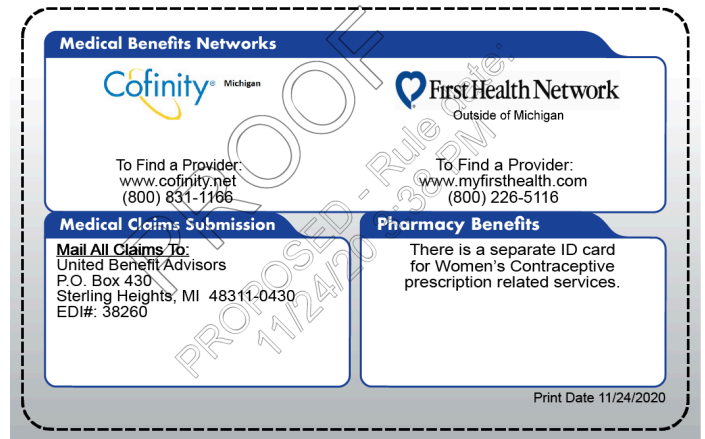 Medical Benefits Networks
Cofinity® Michigan
To Find a Provider:
www.cofinity.net
(800) 831-1166
First Health Network
Outside of Michigan
To Find a Provider:
www.myfirsthealth.com
(800) 226-5116
Medical Claims Submission
Mail All Claims To:
United Benefit Advisors
P.O. Box 430
Sterling Heights, MI  48311-0430
EDI#: 38260
Pharmacy Benefits
There is a separate ID card
for Women's Contraceptive
prescription related services.
Print Date 11/24/2020
PROOF
PROPOSED - Rule date:
11/24/20 3:38 PM